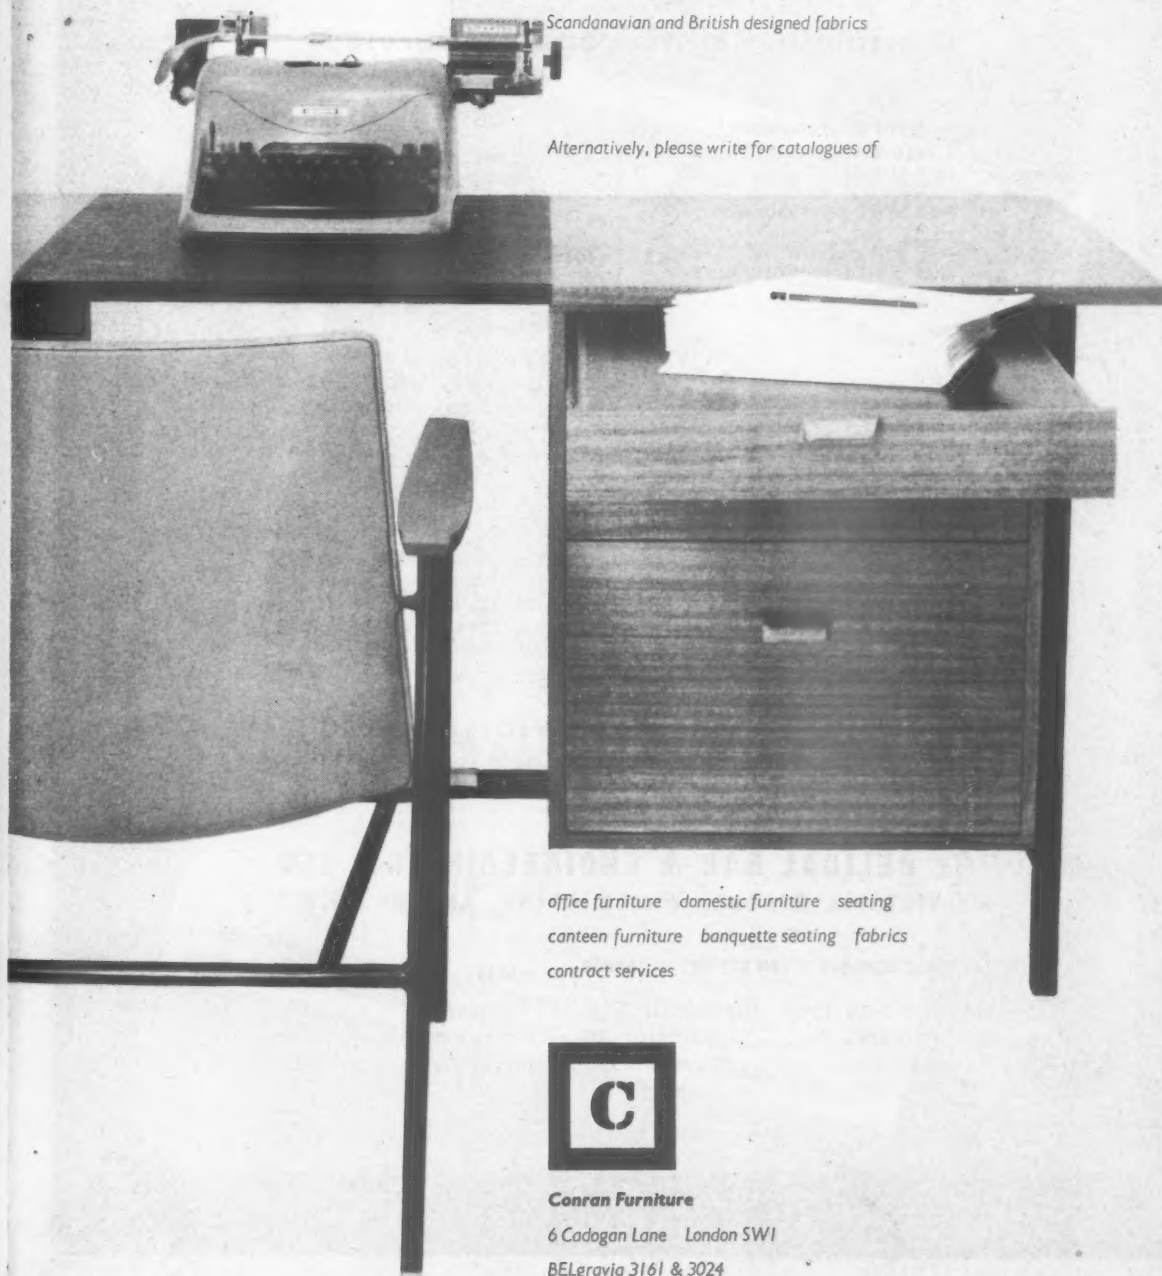 Scandanavian and British designed fabrics
Alternatively, please write for catalogues of
office furniture domestic furniture seating
canteen furniture banquette seating fabrics
contract services
C
Conran Furniture
6 Cadogan Lane London SW1
BELgravia 3161 & 3024